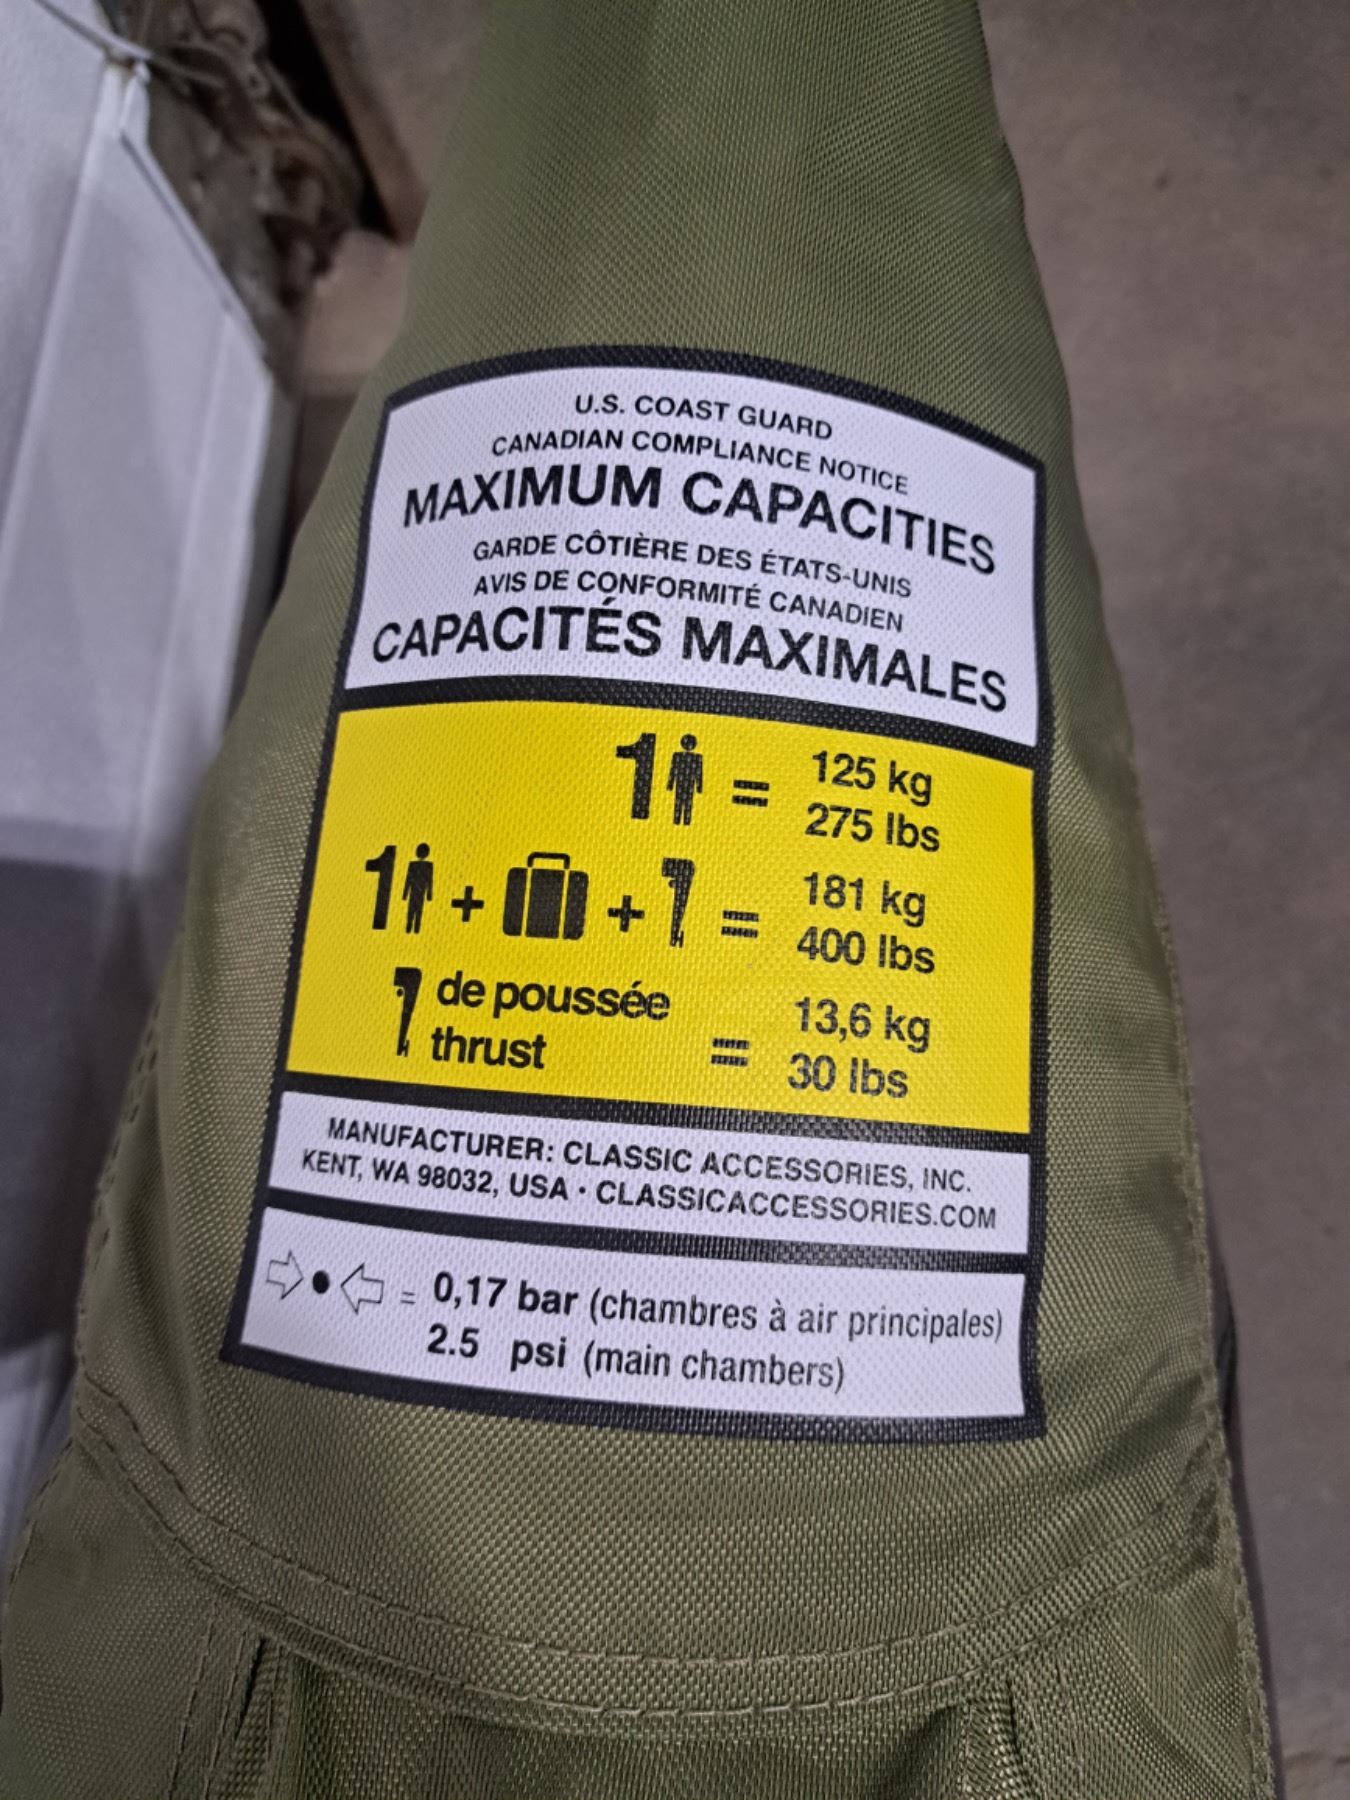 U.S. COAST GUARD
CANADIAN COMPLIANCE NOTICE
MAXIMUM CAPACITIES
GARDE CÔTIÈRE DES ÉTATS-UNIS
AVIS DE CONFORMITÉ CANADIEN
CAPACITÉS MAXIMALES
1 = 125 kg
275 lbs
1 + + = 181 kg
400 lbs
de poussée
thrust = 13,6 kg
30 lbs
MANUFACTURER: CLASSIC ACCESSORIES, INC.
KENT, WA 98032, USA • CLASSICACCESSORIES.COM
= 0,17 bar (chambres à air principales)
2.5 psi (main chambers)